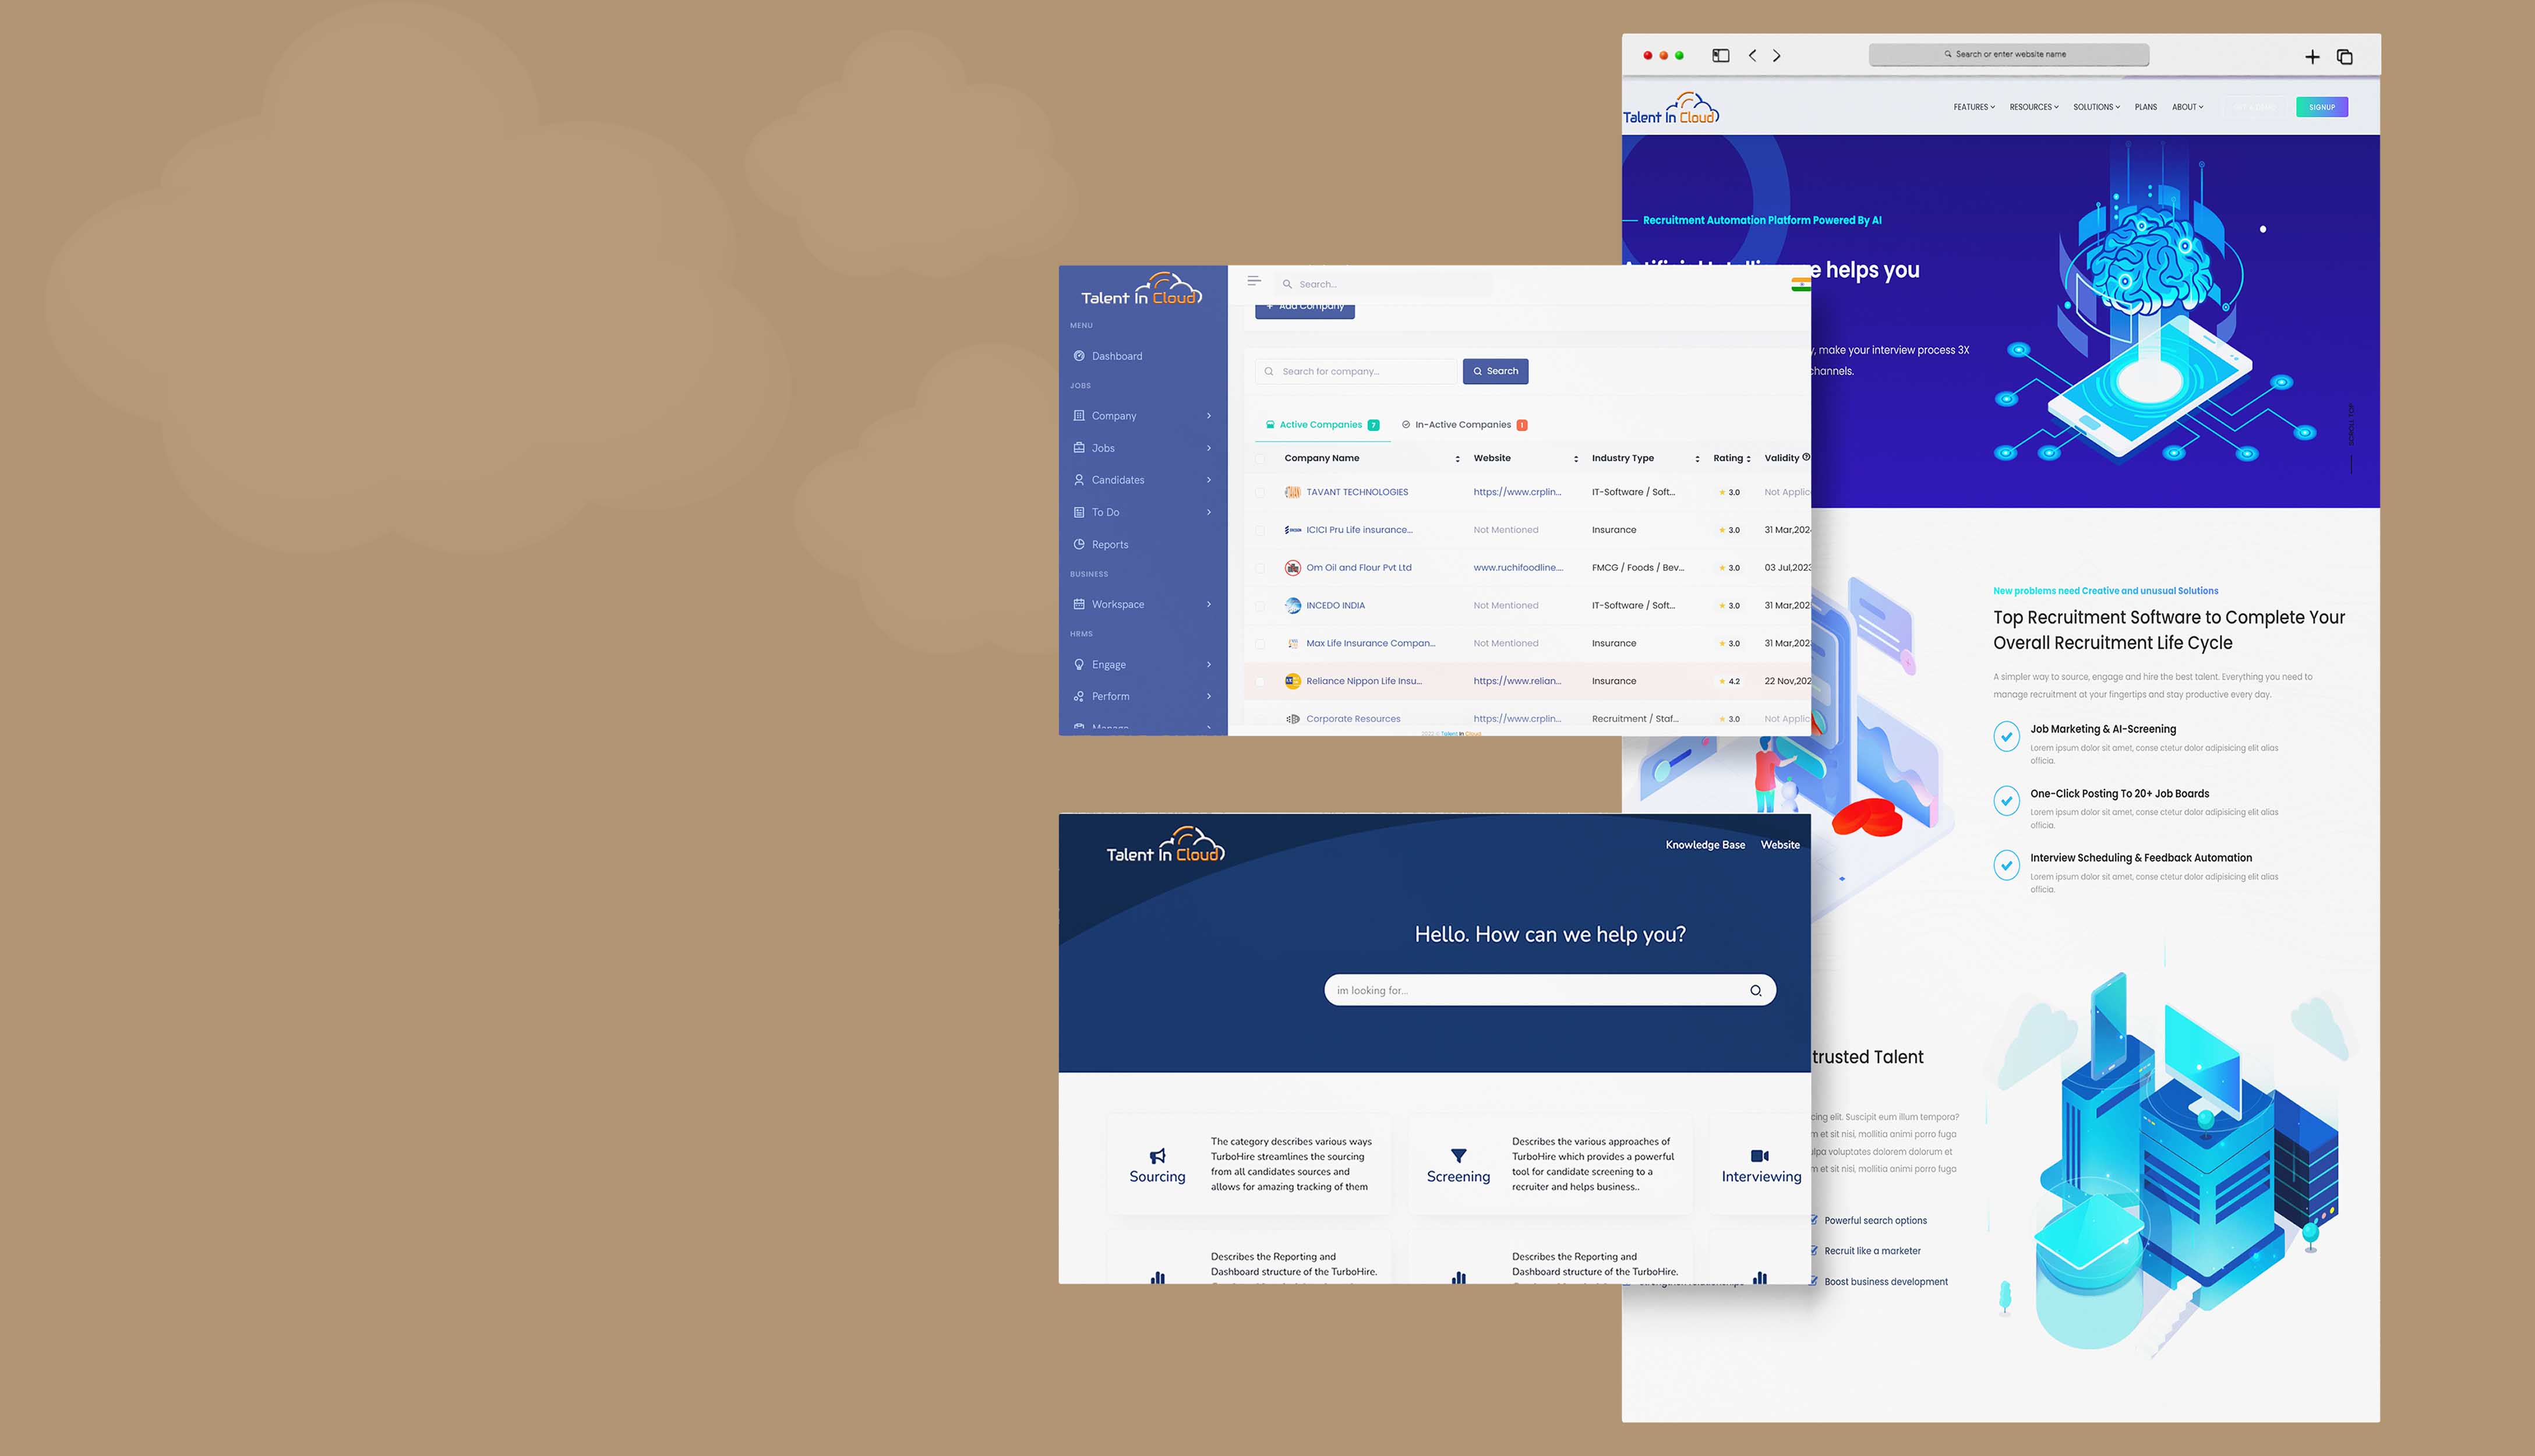 Search or enter website name
Talent In Cloud
FEATURES
RESOURCES
SOLUTIONS
PLANS
ABOUT
SIGNUP
Recruitment Automation Platform Powered By AI
helps you
, make your interview process 3X
channels.
SCROLL TOP
Talent In Cloud
MENU
Dashboard
JOBS
Company
Jobs
Candidates
To Do
Reports
BUSINESS
Workspace
HRMS
Engage
Perform
Manage
Search...
Add Company
Search for company...
Search
Active Companies 7
In-Active Companies 1
Company Name Website Industry Type Rating Validity
TAVANT TECHNOLOGIES https://www.crplin... IT-Software / Soft... 3.0 Not Applic
ICICI Pru Life insurance... Not Mentioned Insurance 3.0 31 Mar,202
Om Oil and Flour Pvt Ltd www.ruchifoodline.... FMCG / Foods / Bev... 3.0 03 Jul,202
INCEDO INDIA Not Mentioned IT-Software / Soft... 3.0 31 Mar,202
Max Life Insurance Compan... Not Mentioned Insurance 3.0 31 Mar,202
Reliance Nippon Life Insu... https://www.relian... Insurance 4.2 22 Nov,202
Corporate Resources https://www.crplin... Recruitment / Staf... 3.0 Not Applic
2022 © Talent In Cloud
New problems need Creative and unusual Solutions
Top Recruitment Software to Complete Your
Overall Recruitment Life Cycle
A simpler way to source, engage and hire the best talent. Everything you need to
manage recruitment at your fingertips and stay productive every day.
Job Marketing & AI-Screening
Lorem ipsum dolor sit amet, conse ctetur dolor adipisicing elit alias
officia.
One-Click Posting To 20+ Job Boards
Lorem ipsum dolor sit amet, conse ctetur dolor adipisicing elit alias
officia.
Interview Scheduling & Feedback Automation
Lorem ipsum dolor sit amet, conse ctetur dolor adipisicing elit alias
officia.
Talent In Cloud
Knowledge Base
Website
Hello. How can we help you?
im looking for...
Sourcing
The category describes various ways
TurboHire streamlines the sourcing
from all candidates sources and
allows for amazing tracking of them
Screening
Describes the various approaches of
TurboHire which provides a powerful
tool for candidate screening to a
recruiter and helps business..
Interviewing
Describes the Reporting and
Dashboard structure of the TurboHire.
Describes the Reporting and
Dashboard structure of the TurboHire.
trusted Talent
cing elit. Suscipit eum illum tempora?
m et sit nisi, mollitia animi porro fuga
lpa voluptates dolorem dolorum et
m et sit nisi, mollitia animi porro fuga
Powerful search options
Recruit like a marketer
Boost business development